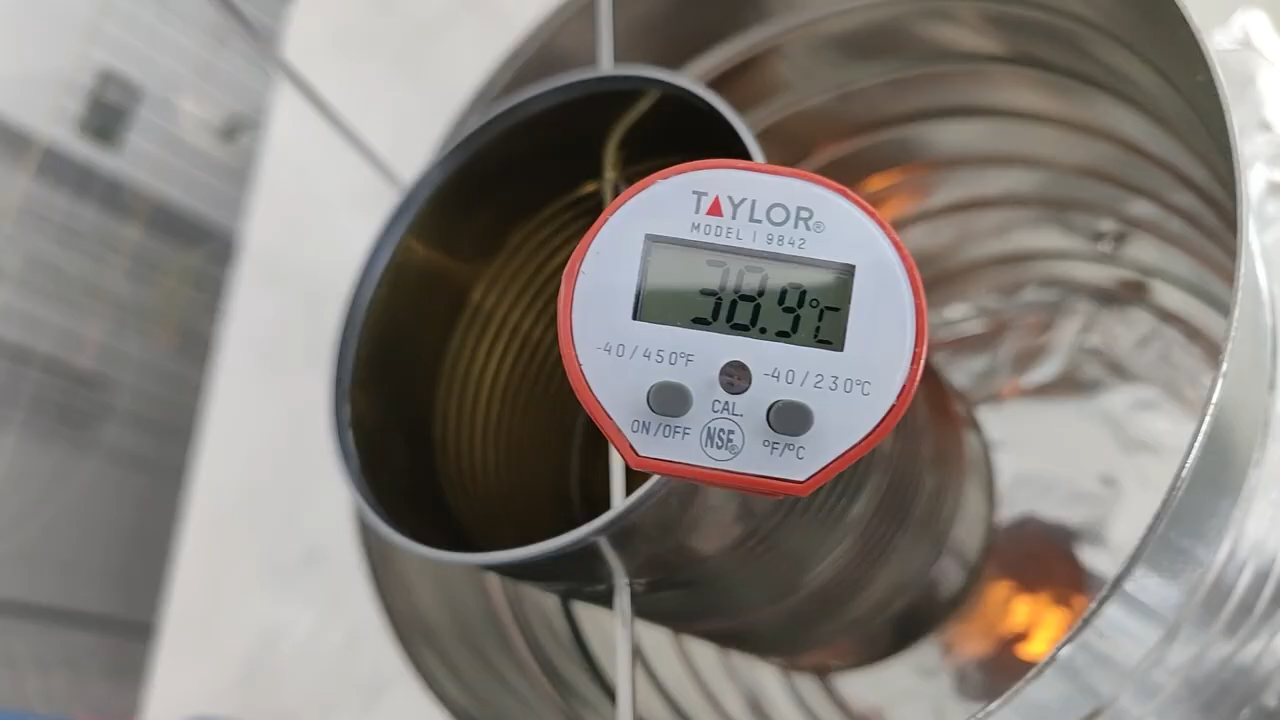 TAYLOR®
MODEL | 9842
38.9°C
-40/450°F
-40/230°C
CAL.
ON/OFF
NSF®
°F/°C